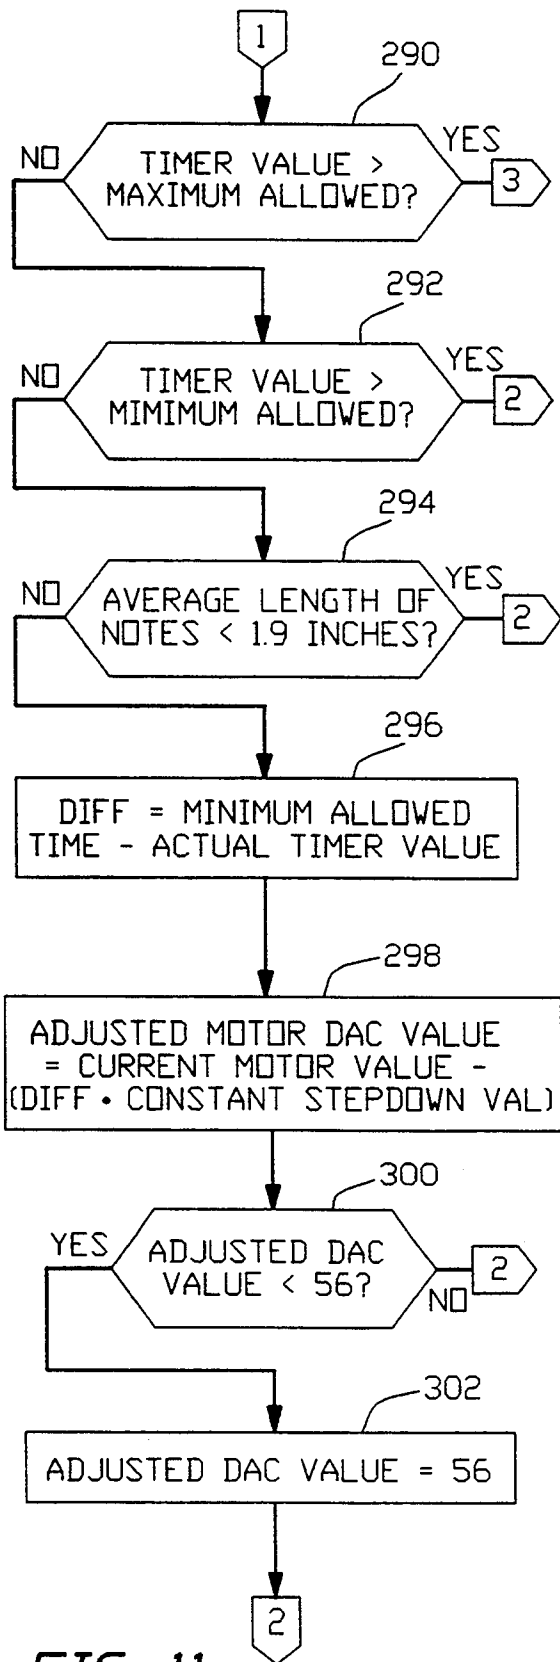 1
290
NO
YES
TIMER VALUE >
MAXIMUM ALLOWED?
3
292
NO
YES
TIMER VALUE >
MIMIMUM ALLOWED?
2
294
NO
YES
AVERAGE LENGTH OF
NOTES < 1.9 INCHES?
2
296
DIFF = MINIMUM ALLOWED
TIME - ACTUAL TIMER VALUE
298
ADJUSTED MOTOR DAC VALUE
= CURRENT MOTOR VALUE -
(DIFF • CONSTANT STEPDOWN VAL)
300
YES
ADJUSTED DAC
VALUE < 56?
2
NO
302
ADJUSTED DAC VALUE = 56
2
FIG. 11